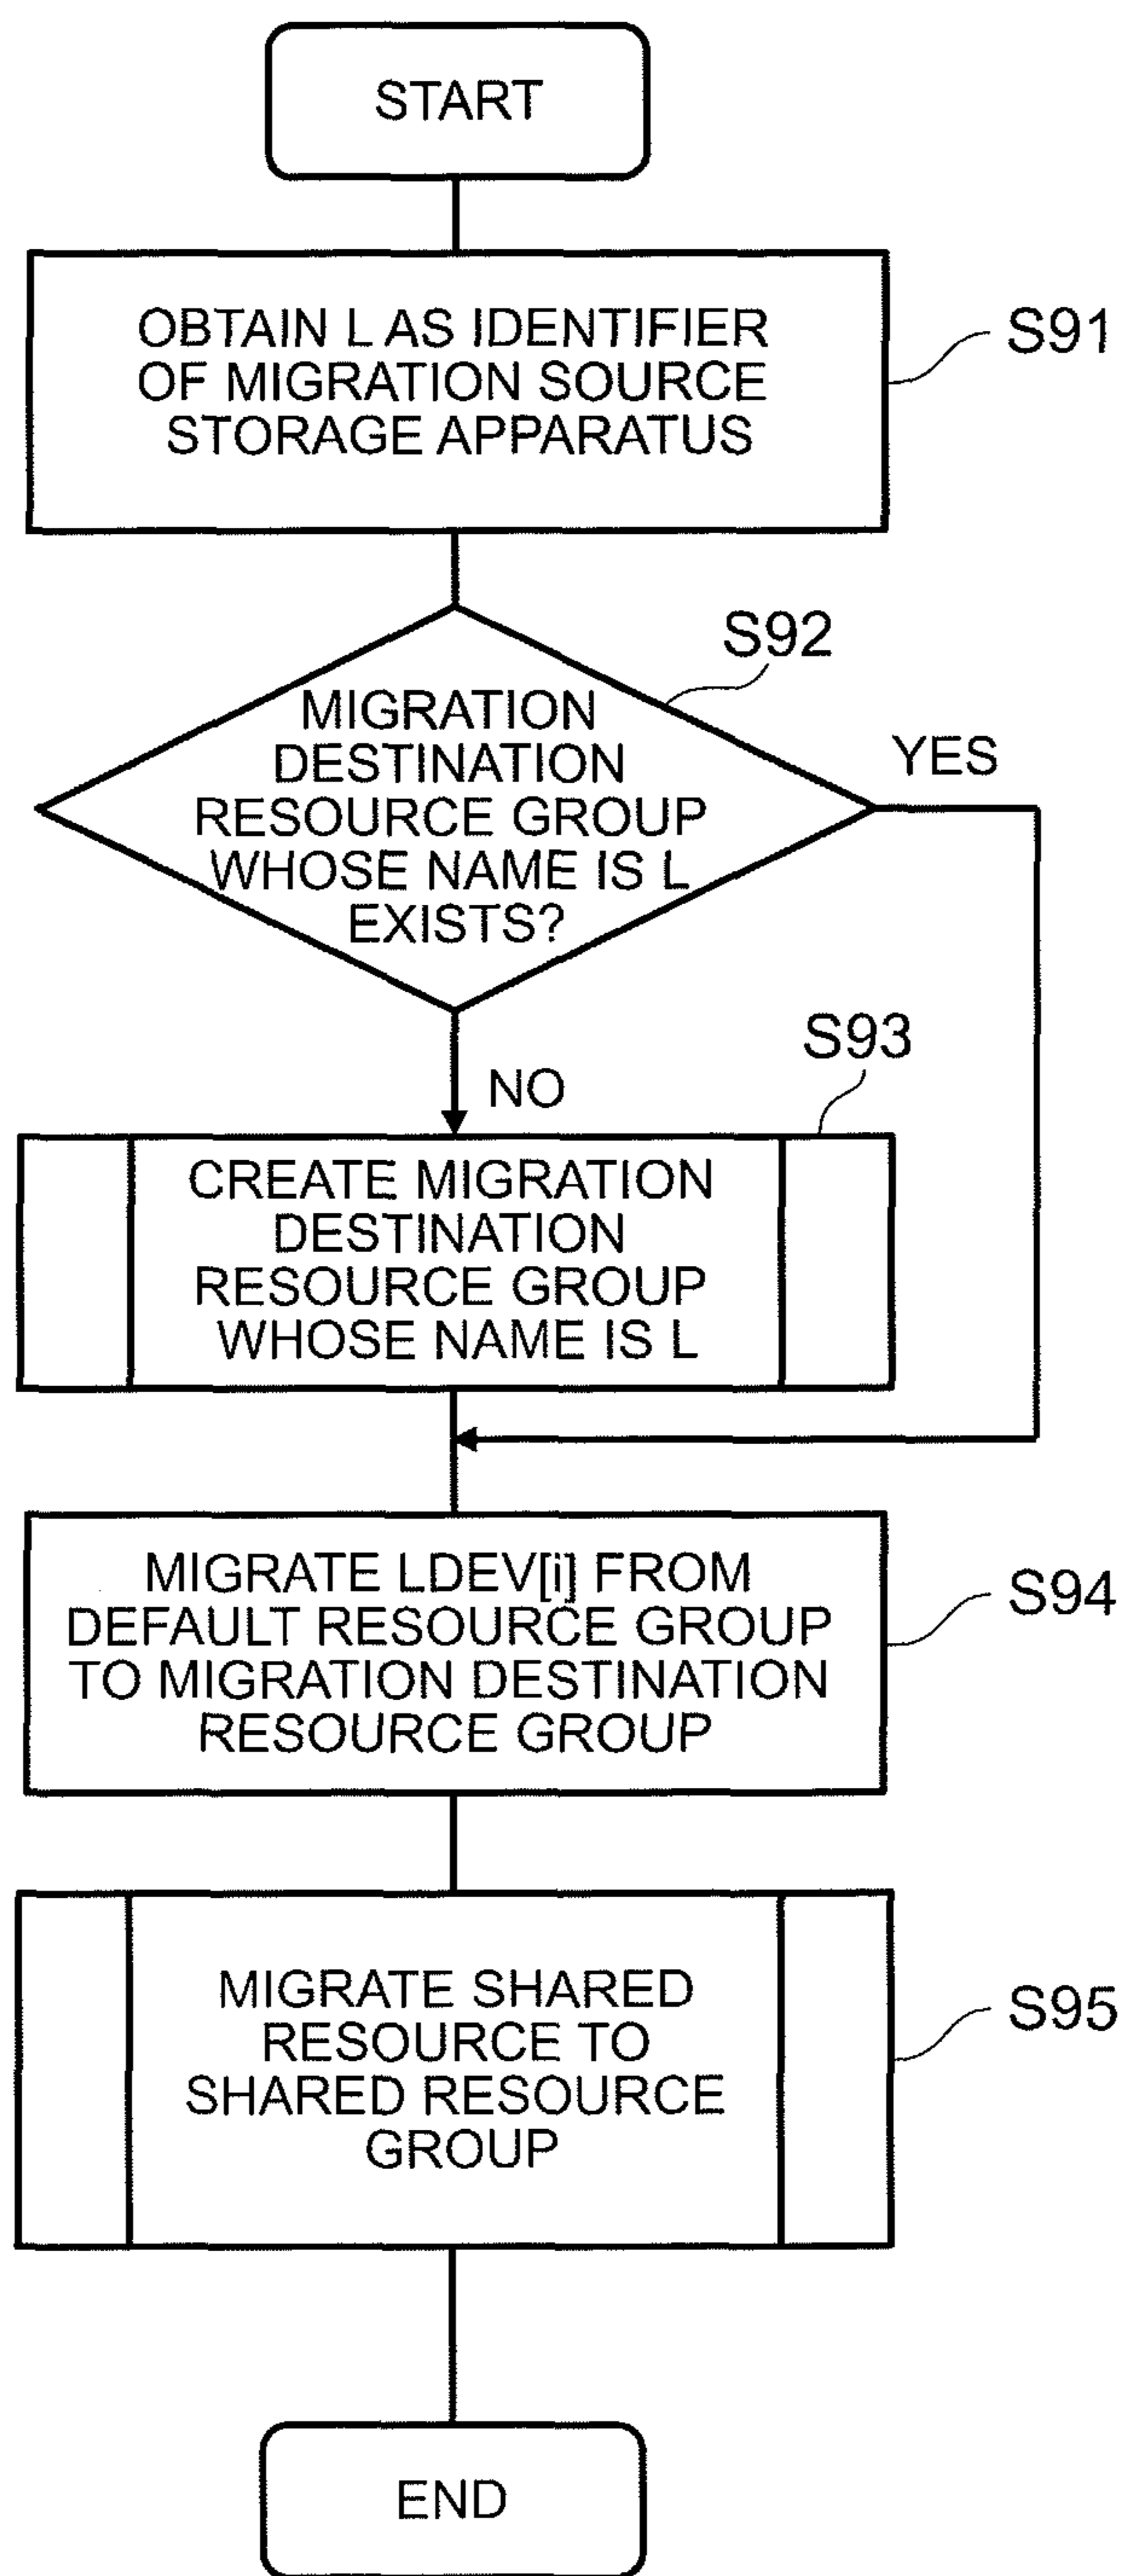 START
OBTAIN L AS IDENTIFIER
OF MIGRATION SOURCE
STORAGE APPARATUS
S91
S92
MIGRATION
DESTINATION
RESOURCE GROUP
WHOSE NAME IS L
EXISTS?
YES
NO
S93
CREATE MIGRATION
DESTINATION
RESOURCE GROUP
WHOSE NAME IS L
MIGRATE LDEV[i] FROM
DEFAULT RESOURCE GROUP
TO MIGRATION DESTINATION
RESOURCE GROUP
S94
MIGRATE SHARED
RESOURCE TO
SHARED RESOURCE
GROUP
S95
END